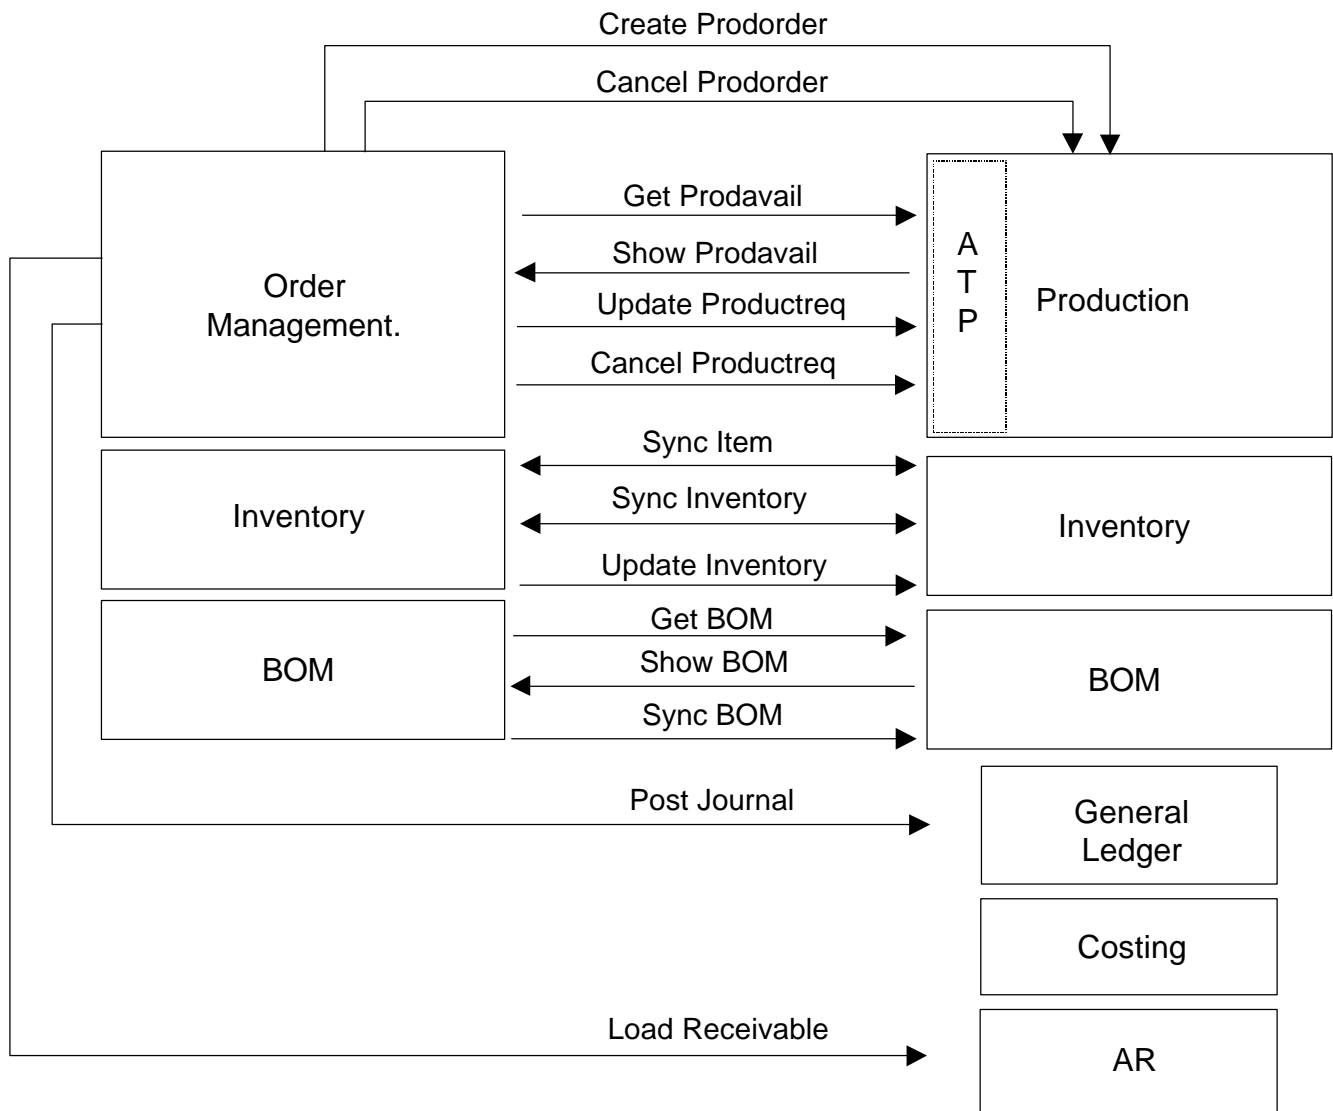 Create Prodorder
Cancel Prodorder
Get Prodavail
Show Prodavail
Update Productreq
Cancel Productreq
Order
Management.
A
T
P
Production
Sync Item
Sync Inventory
Update Inventory
Inventory
Inventory
Get BOM
Show BOM
Sync BOM
BOM
BOM
Post Journal
General
Ledger
Costing
Load Receivable
AR